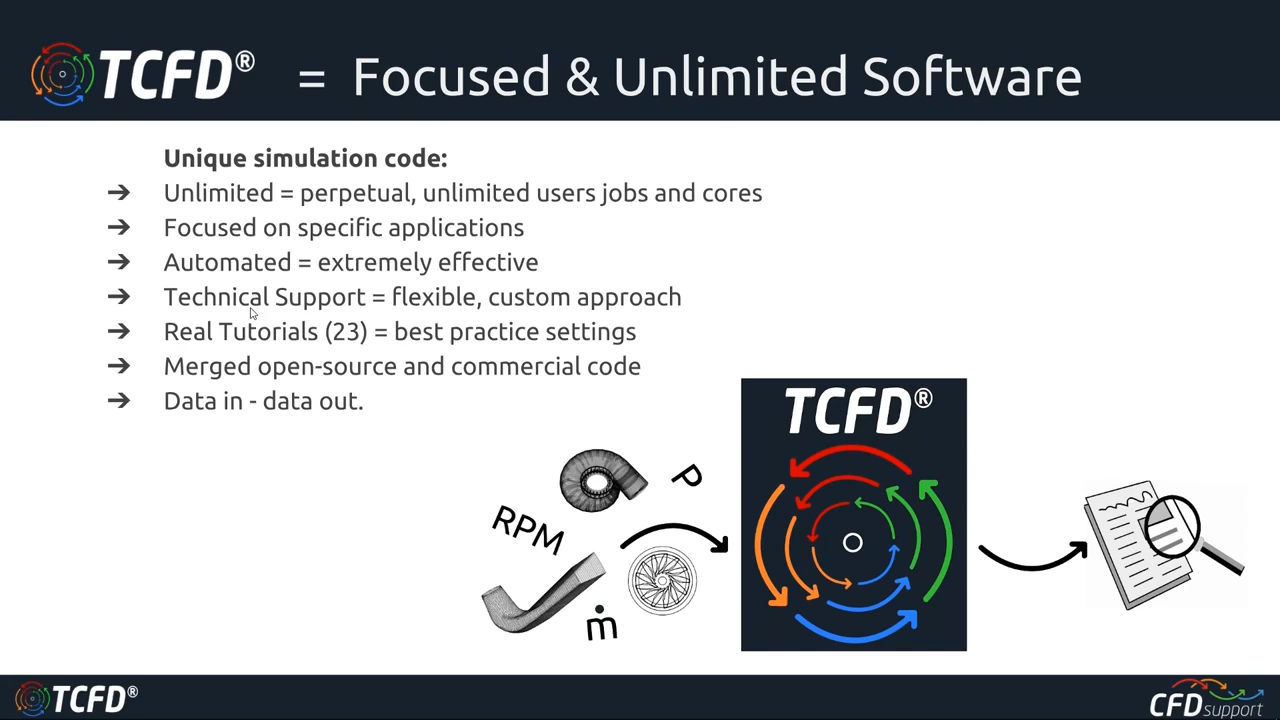 TCFD® = Focused & Unlimited Software
Unique simulation code:
➔ Unlimited = perpetual, unlimited users jobs and cores
➔ Focused on specific applications
➔ Automated = extremely effective
➔ Technical Support = flexible, custom approach
➔ Real Tutorials (23) = best practice settings
➔ Merged open-source and commercial code
➔ Data in - data out.
TCFD®
P
RPM
ṁ
TCFD®
CFD support